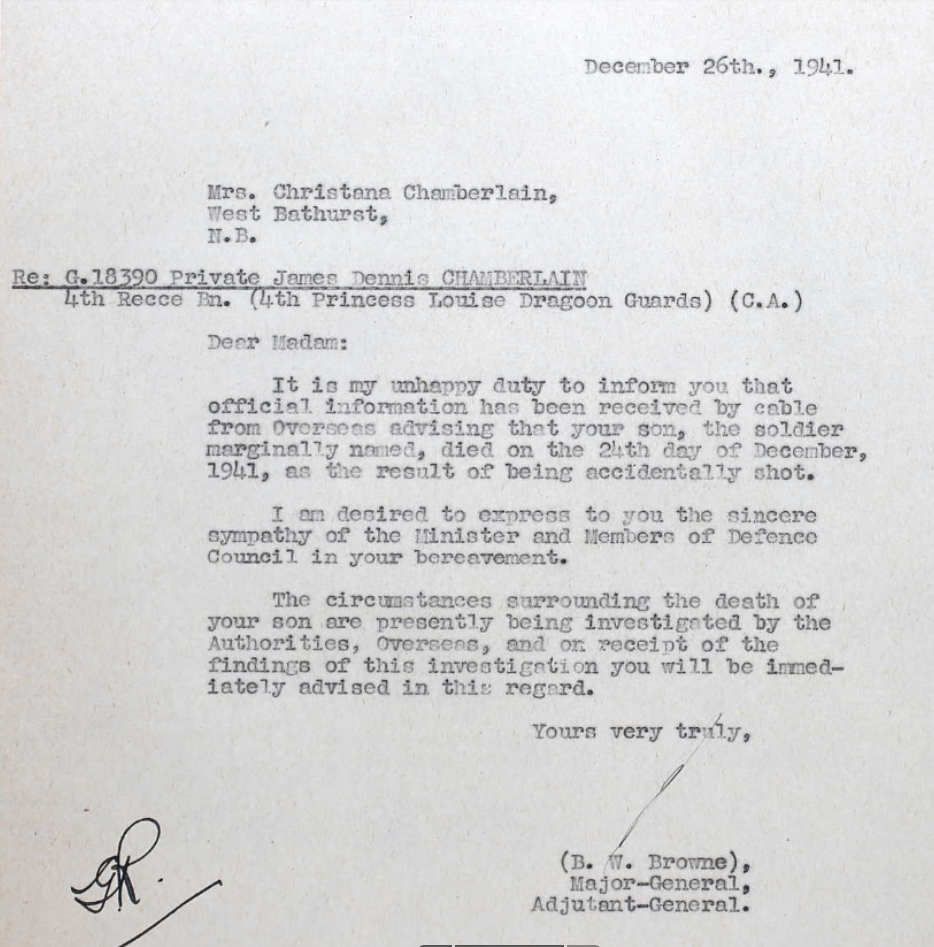 December 26th., 1941.
Mrs. Christana Chamberlain,
West Bathurst,
N.B.
Re: G.18390 Private James Dennis CHAMBERLAIN
4th Recce Bn. (4th Princess Louise Dragoon Guards) (C.A.)
Dear Madam:
It is my unhappy duty to inform you that
official information has been received by cable
from Overseas advising that your son, the soldier
marginally named, died on the 24th day of December,
1941, as the result of being accidentally shot.
I am desired to express to you the sincere
sympathy of the Minister and Members of Defence
Council in your bereavement.
The circumstances surrounding the death of
your son are presently being investigated by the
Authorities, Overseas, and on receipt of the
findings of this investigation you will be immed-
iately advised in this regard.
Yours very truly,
(B. W. Browne),
Major-General,
Adjutant-General.